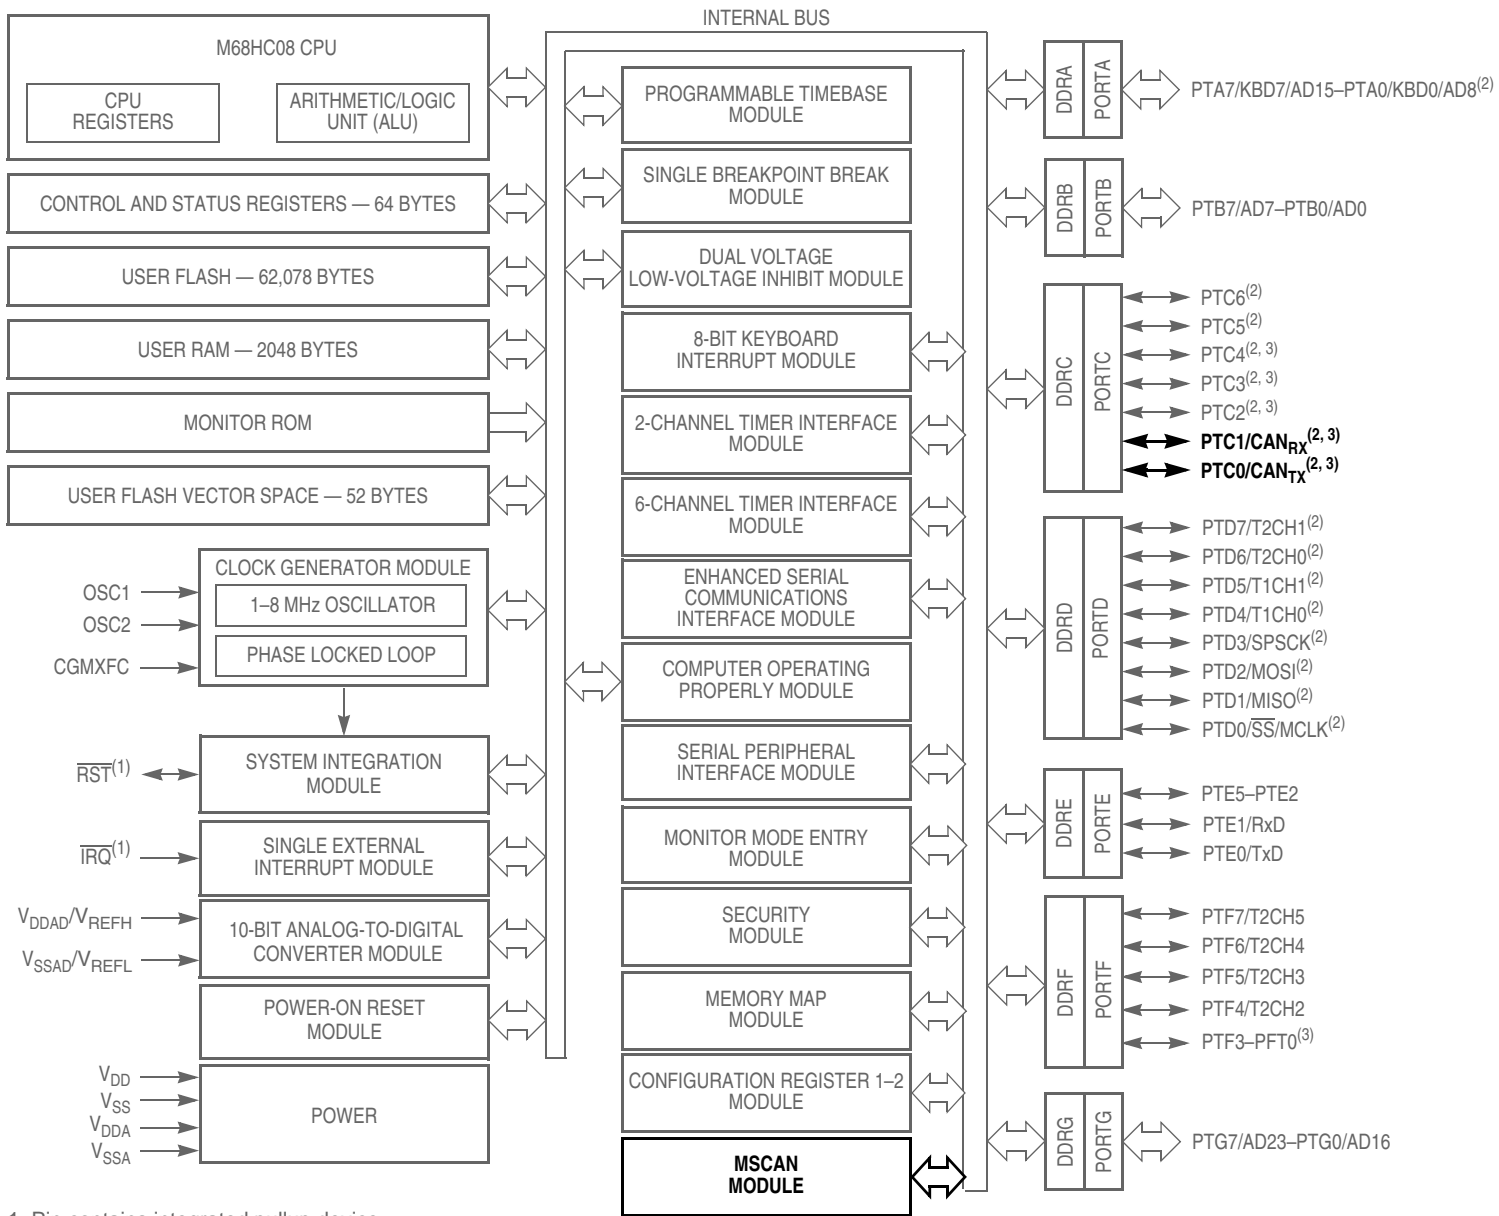 INTERNAL BUS
M68HC08 CPU
CPU
REGISTERS
ARITHMETIC/LOGIC
UNIT (ALU)
CONTROL AND STATUS REGISTERS — 64 BYTES
USER FLASH — 62,078 BYTES
USER RAM — 2048 BYTES
MONITOR ROM
USER FLASH VECTOR SPACE — 52 BYTES
CLOCK GENERATOR MODULE
1–8 MHz OSCILLATOR
PHASE LOCKED LOOP
OSC1
OSC2
CGMXFC
SYSTEM INTEGRATION
MODULE
RST(1)
SINGLE EXTERNAL
INTERRUPT MODULE
IRQ(1)
10-BIT ANALOG-TO-DIGITAL
CONVERTER MODULE
VDDAD/VREFH
VSSAD/VREFL
POWER-ON RESET
MODULE
POWER
VDD
VSS
VDDA
VSSA
PROGRAMMABLE TIMEBASE
MODULE
SINGLE BREAKPOINT BREAK
MODULE
DUAL VOLTAGE
LOW-VOLTAGE INHIBIT MODULE
8-BIT KEYBOARD
INTERRUPT MODULE
2-CHANNEL TIMER INTERFACE
MODULE
6-CHANNEL TIMER INTERFACE
MODULE
ENHANCED SERIAL
COMMUNICATIONS
INTERFACE MODULE
COMPUTER OPERATING
PROPERLY MODULE
SERIAL PERIPHERAL
INTERFACE MODULE
MONITOR MODE ENTRY
MODULE
SECURITY
MODULE
MEMORY MAP
MODULE
CONFIGURATION REGISTER 1–2
MODULE
MSCAN
MODULE
DDRA
PORTA
PTA7/KBD7/AD15–PTA0/KBD0/AD8(2)
DDRB
PORTB
PTB7/AD7–PTB0/AD0
DDRC
PORTC
PTC6(2)
PTC5(2)
PTC4(2, 3)
PTC3(2, 3)
PTC2(2, 3)
PTC1/CANRX(2, 3)
PTC0/CANTX(2, 3)
DDRD
PORTD
PTD7/T2CH1(2)
PTD6/T2CH0(2)
PTD5/T1CH1(2)
PTD4/T1CH0(2)
PTD3/SPSCK(2)
PTD2/MOSI(2)
PTD1/MISO(2)
PTD0/SS/MCLK(2)
DDRE
PORTE
PTE5–PTE2
PTE1/RxD
PTE0/TxD
DDRF
PORTF
PTF7/T2CH5
PTF6/T2CH4
PTF5/T2CH3
PTF4/T2CH2
PTF3–PFT0(3)
DDRG
PORTG
PTG7/AD23–PTG0/AD16